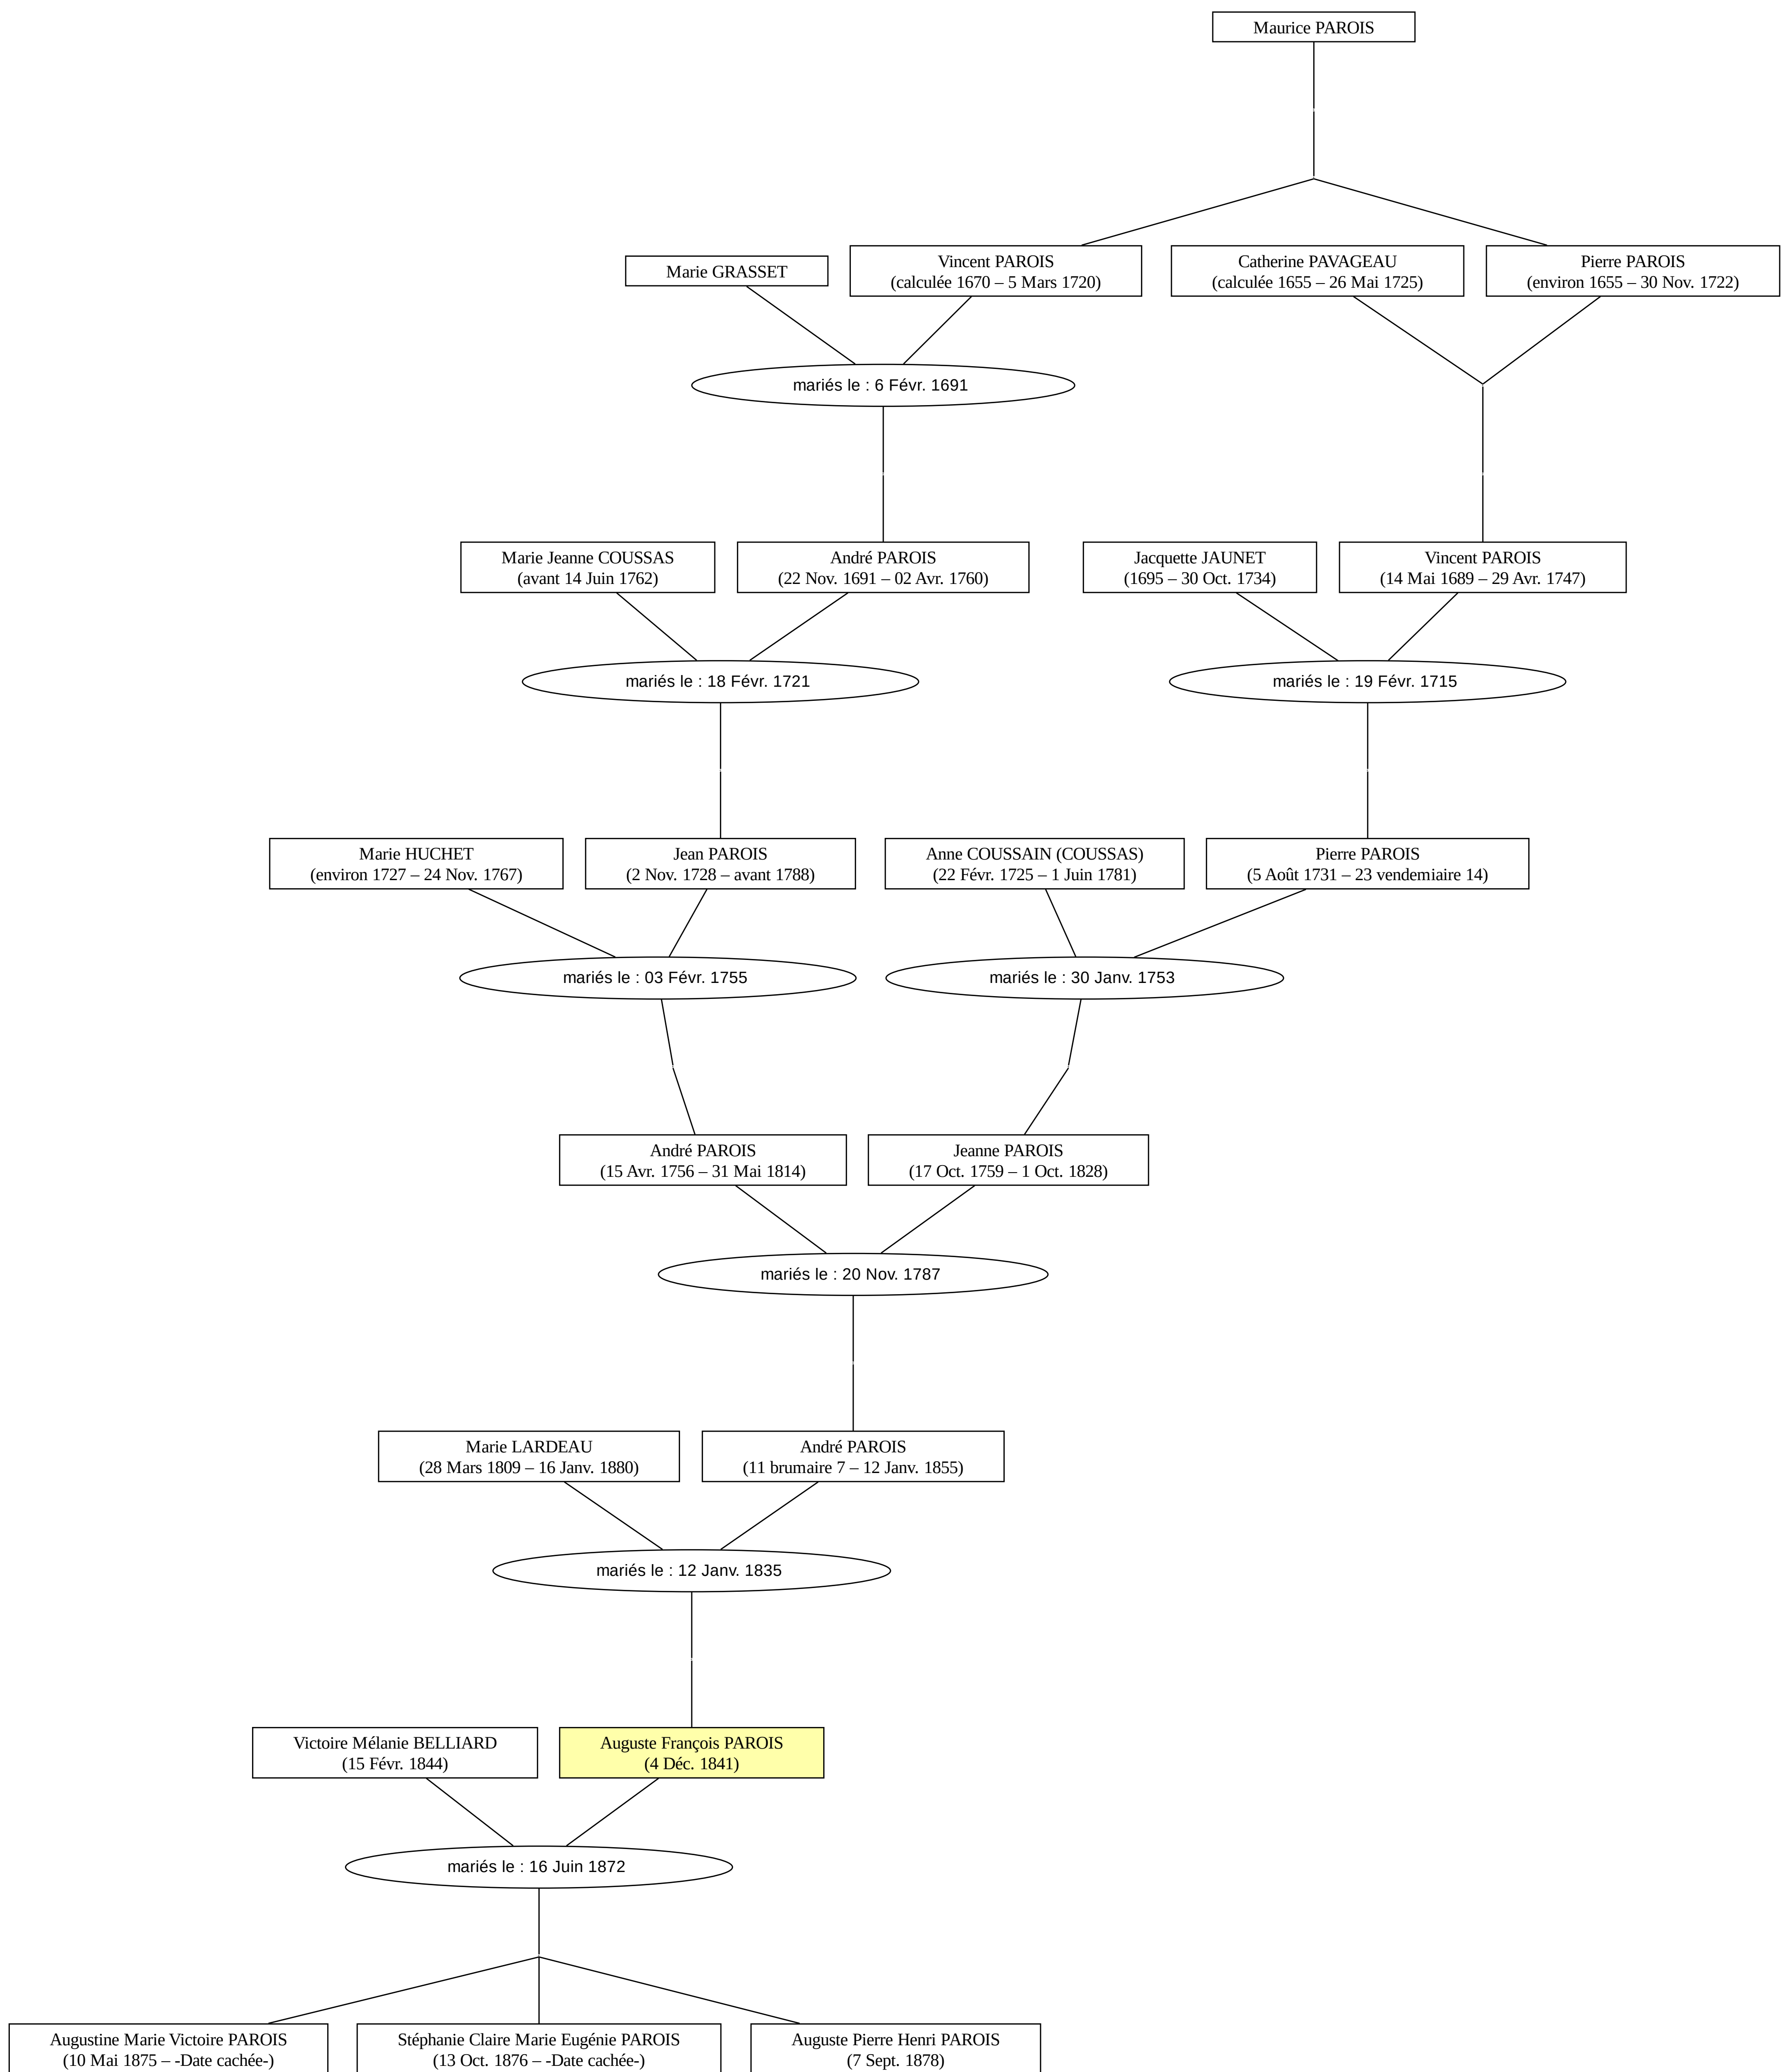 Maurice PAROIS
Marie GRASSET
Vincent PAROIS
(calculée 1670 – 5 Mars 1720)
Catherine PAVAGEAU
(calculée 1655 – 26 Mai 1725)
Pierre PAROIS
(environ 1655 – 30 Nov. 1722)
mariés le : 6 Févr. 1691
Marie Jeanne COUSSAS
(avant 14 Juin 1762)
André PAROIS
(22 Nov. 1691 – 02 Avr. 1760)
Jacquette JAUNET
(1695 – 30 Oct. 1734)
Vincent PAROIS
(14 Mai 1689 – 29 Avr. 1747)
mariés le : 18 Févr. 1721
mariés le : 19 Févr. 1715
Marie HUCHET
(environ 1727 – 24 Nov. 1767)
Jean PAROIS
(2 Nov. 1728 – avant 1788)
Anne COUSSAIN (COUSSAS)
(22 Févr. 1725 – 1 Juin 1781)
Pierre PAROIS
(5 Août 1731 – 23 vendemiaire 14)
mariés le : 03 Févr. 1755
mariés le : 30 Janv. 1753
André PAROIS
(15 Avr. 1756 – 31 Mai 1814)
Jeanne PAROIS
(17 Oct. 1759 – 1 Oct. 1828)
mariés le : 20 Nov. 1787
Marie LARDEAU
(28 Mars 1809 – 16 Janv. 1880)
André PAROIS
(11 brumaire 7 – 12 Janv. 1855)
mariés le : 12 Janv. 1835
Victoire Mélanie BELLIARD
(15 Févr. 1844)
Auguste François PAROIS
(4 Déc. 1841)
mariés le : 16 Juin 1872
Augustine Marie Victoire PAROIS
(10 Mai 1875 – -Date cachée-)
Stéphanie Claire Marie Eugénie PAROIS
(13 Oct. 1876 – -Date cachée-)
Auguste Pierre Henri PAROIS
(7 Sept. 1878)